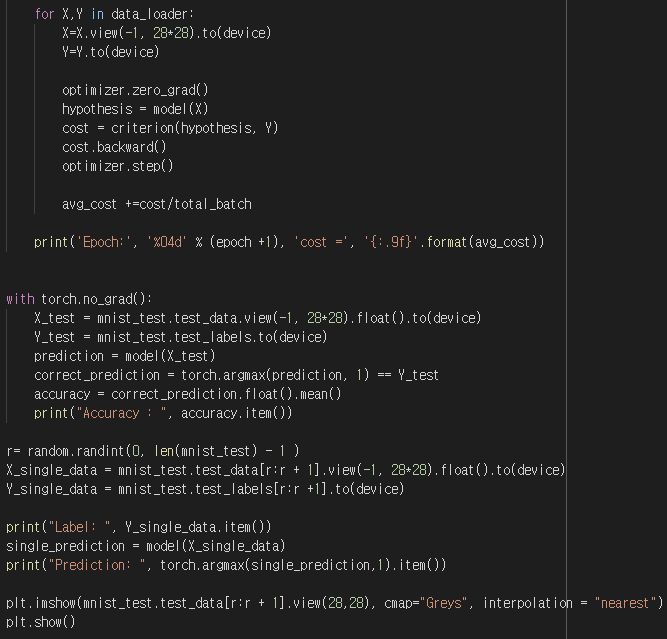 for X,Y in data_loader:
X=X.view(-1, 28*28).to(device)
Y=Y.to(device)
optimizer.zero_grad()
hypothesis = model(X)
cost = criterion(hypothesis, Y)
cost.backward()
optimizer.step()
avg_cost +=cost/total_batch
print('Epoch:', '%04d' % (epoch +1), 'cost =', '{:.9f}'.format(avg_cost))
with torch.no_grad():
X_test = mnist_test.test_data.view(-1, 28*28).float().to(device)
Y_test = mnist_test.test_labels.to(device)
prediction = model(X_test)
correct_prediction = torch.argmax(prediction, 1) == Y_test
accuracy = correct_prediction.float().mean()
print("Accuracy : ", accuracy.item())
r= random.randint(0, len(mnist_test) - 1 )
X_single_data = mnist_test.test_data[r:r + 1].view(-1, 28*28).float().to(device)
Y_single_data = mnist_test.test_labels[r:r +1].to(device)
print("Label: ", Y_single_data.item())
single_prediction = model(X_single_data)
print("Prediction: ", torch.argmax(single_prediction,1).item())
plt.imshow(mnist_test.test_data[r:r + 1].view(28,28), cmap="Greys", interpolation = "nearest")
plt.show()